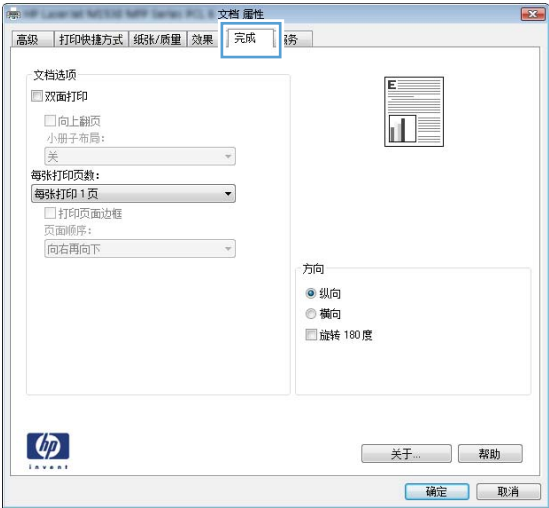 文档 属性
高级 打印快捷方式 纸张/质量 效果 完成 服务
文档选项
双面打印
向上翻页
小册子布局:
关
每张打印页数:
每张打印 1 页
打印页面边框
页面顺序:
向右再向下
E
方向
纵向
横向
旋转 180 度
hp
invent
关于... 帮助
确定 取消